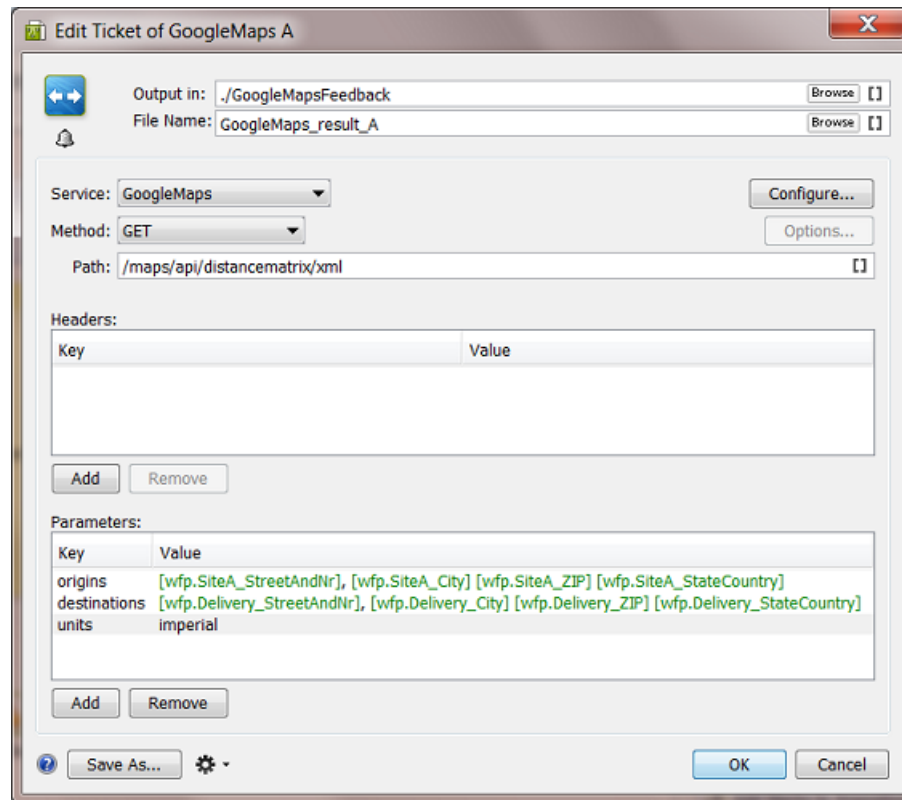 Edit Ticket of GoogleMaps A
Output in: ./GoogleMapsFeedback Browse []
File Name: GoogleMaps_result_A Browse []
Service: GoogleMaps Configure...
Method: GET Options...
Path: /maps/api/distancematrix/xml []
Headers:
Key Value
Add Remove
Parameters:
Key Value
origins [wfp.SiteA_StreetAndNr], [wfp.SiteA_City] [wfp.SiteA_ZIP] [wfp.SiteA_StateCountry]
destinations [wfp.Delivery_StreetAndNr], [wfp.Delivery_City] [wfp.Delivery_ZIP] [wfp.Delivery_StateCountry]
units imperial
Add Remove
? Save As... OK Cancel